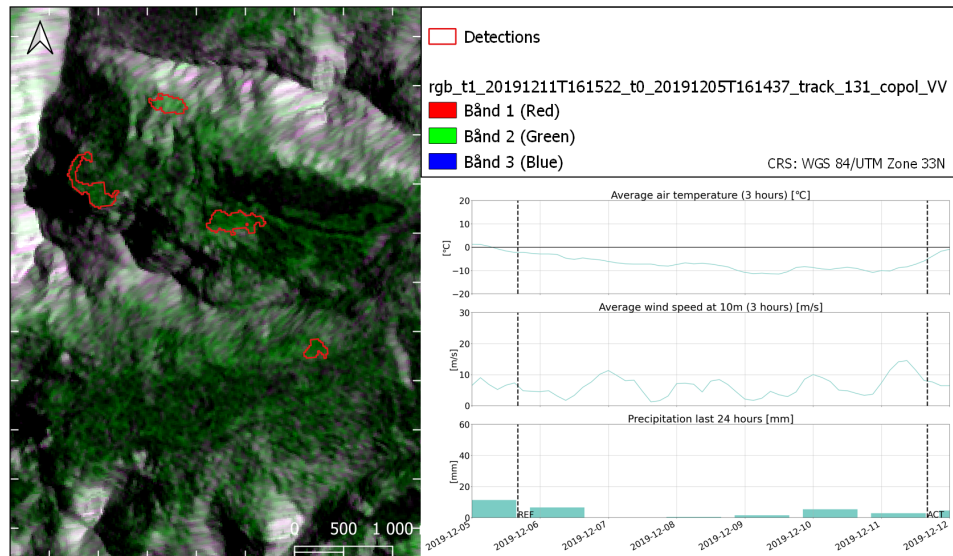 Detections
rgb_t1_20191211T161522_t0_20191205T161437_track_131_copol_VV
Bånd 1 (Red)
Bånd 2 (Green)
Bånd 3 (Blue)
CRS: WGS 84/UTM Zone 33N
0 500 1 000
Average air temperature (3 hours) [°C]
[°C]
20
10
0
−10
−20
Average wind speed at 10m (3 hours) [m/s]
[m/s]
30
20
10
0
Precipitation last 24 hours [mm]
[mm]
60
40
20
0
REF
ACT
2019-12-05
2019-12-06
2019-12-07
2019-12-08
2019-12-09
2019-12-10
2019-12-11
2019-12-12